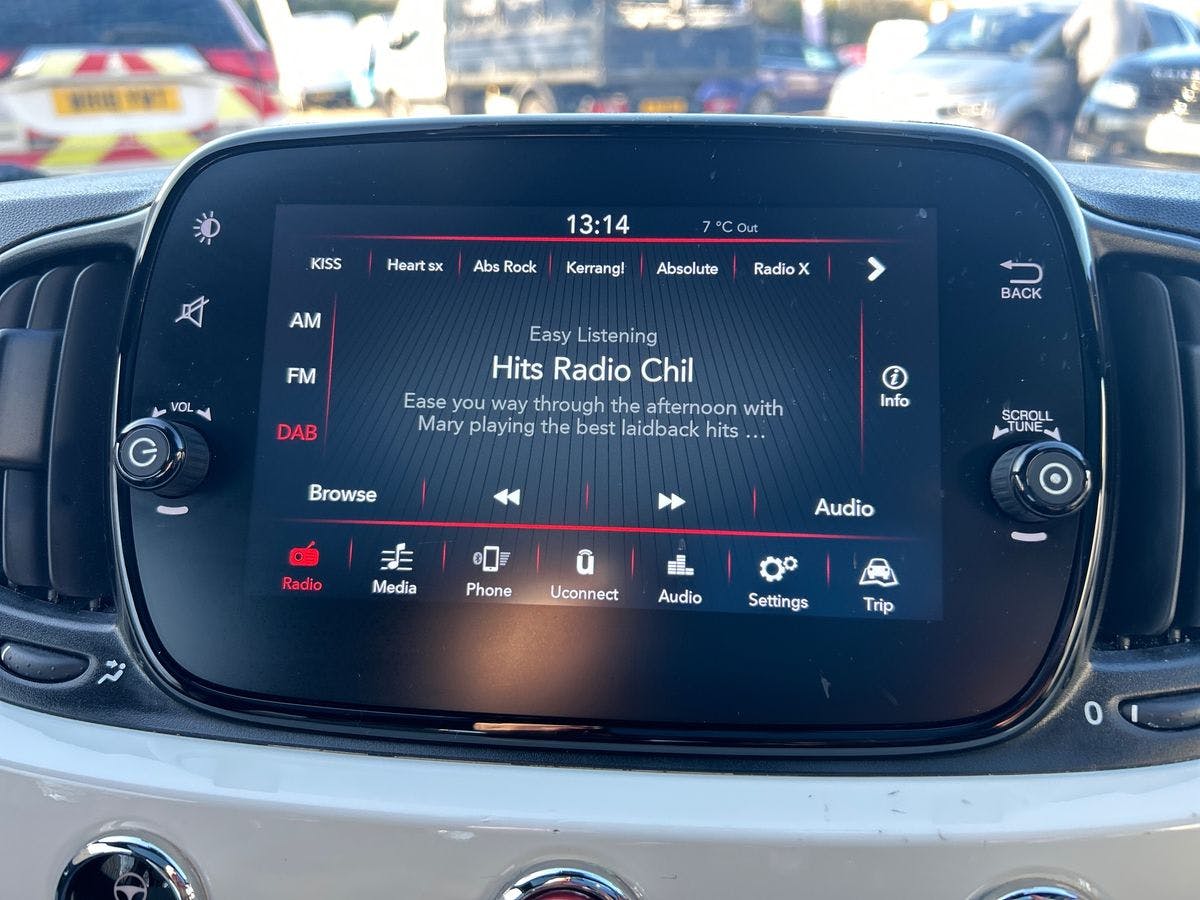 13:14
7 °C Out
KISS
Heart sx
Abs Rock
Kerrang!
Absolute
Radio X
BACK
AM
FM
DAB
Easy Listening
Hits Radio Chil
Ease you way through the afternoon with
Mary playing the best laidback hits ...
i
Info
VOL
SCROLL
TUNE
Browse
Audio
Radio
Media
Phone
Uconnect
Audio
Settings
Trip
0